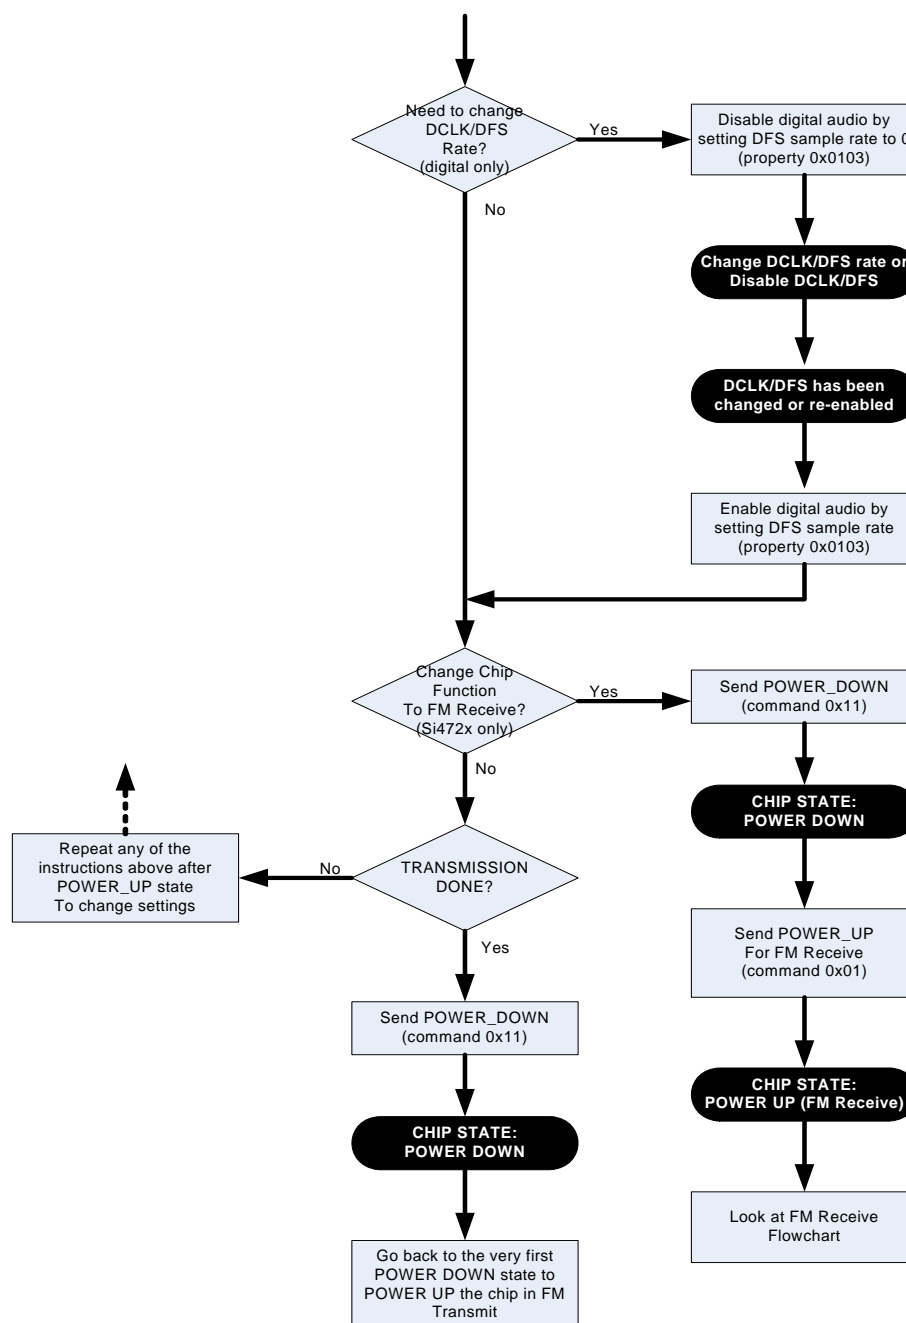 Need to change
DCLK/DFS
Rate?
(digital only)
Yes
No
Disable digital audio by
setting DFS sample rate to 0
(property 0x0103)
Change DCLK/DFS rate or
Disable DCLK/DFS
DCLK/DFS has been
changed or re-enabled
Enable digital audio by
setting DFS sample rate
(property 0x0103)
Change Chip
Function
To FM Receive?
(Si472x only)
Yes
No
Send POWER_DOWN
(command 0x11)
CHIP STATE:
POWER DOWN
Send POWER_UP
For FM Receive
(command 0x01)
CHIP STATE:
POWER UP (FM Receive)
Look at FM Receive
Flowchart
TRANSMISSION
DONE?
No
Repeat any of the
instructions above after
POWER_UP state
To change settings
Yes
Send POWER_DOWN
(command 0x11)
CHIP STATE:
POWER DOWN
Go back to the very first
POWER DOWN state to
POWER UP the chip in FM
Transmit